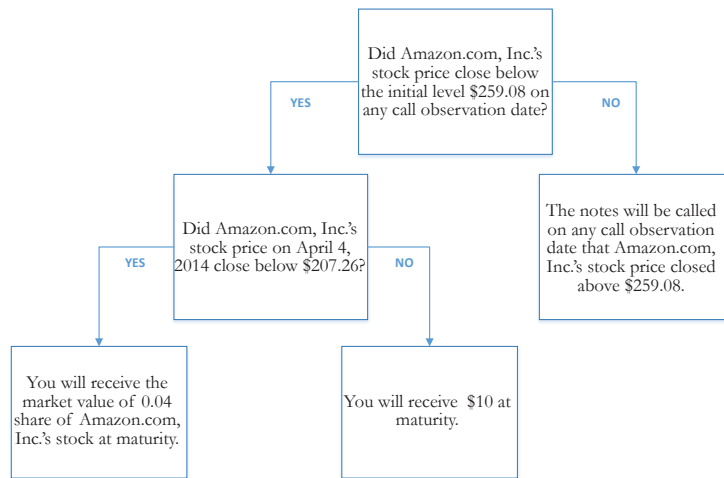 Did Amazon.com, Inc.'s
stock price close below
the initial level $259.08 on
any call observation date?
YES
NO
Did Amazon.com, Inc.'s
stock price on April 4,
2014 close below $207.26?
The notes will be called
on any call observation
date that Amazon.com,
Inc.'s stock price closed
above $259.08.
YES
NO
You will receive the
market value of 0.04
share of Amazon.com,
Inc.'s stock at maturity.
You will receive $10 at
maturity.